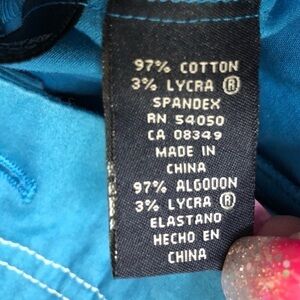 97% COTTON
3% LYCRA ®
SPANDEX
RN 54050
CA 08349
MADE IN
CHINA
97% ALGODON
3% LYCRA ®
ELASTANO
HECHO EN
CHINA